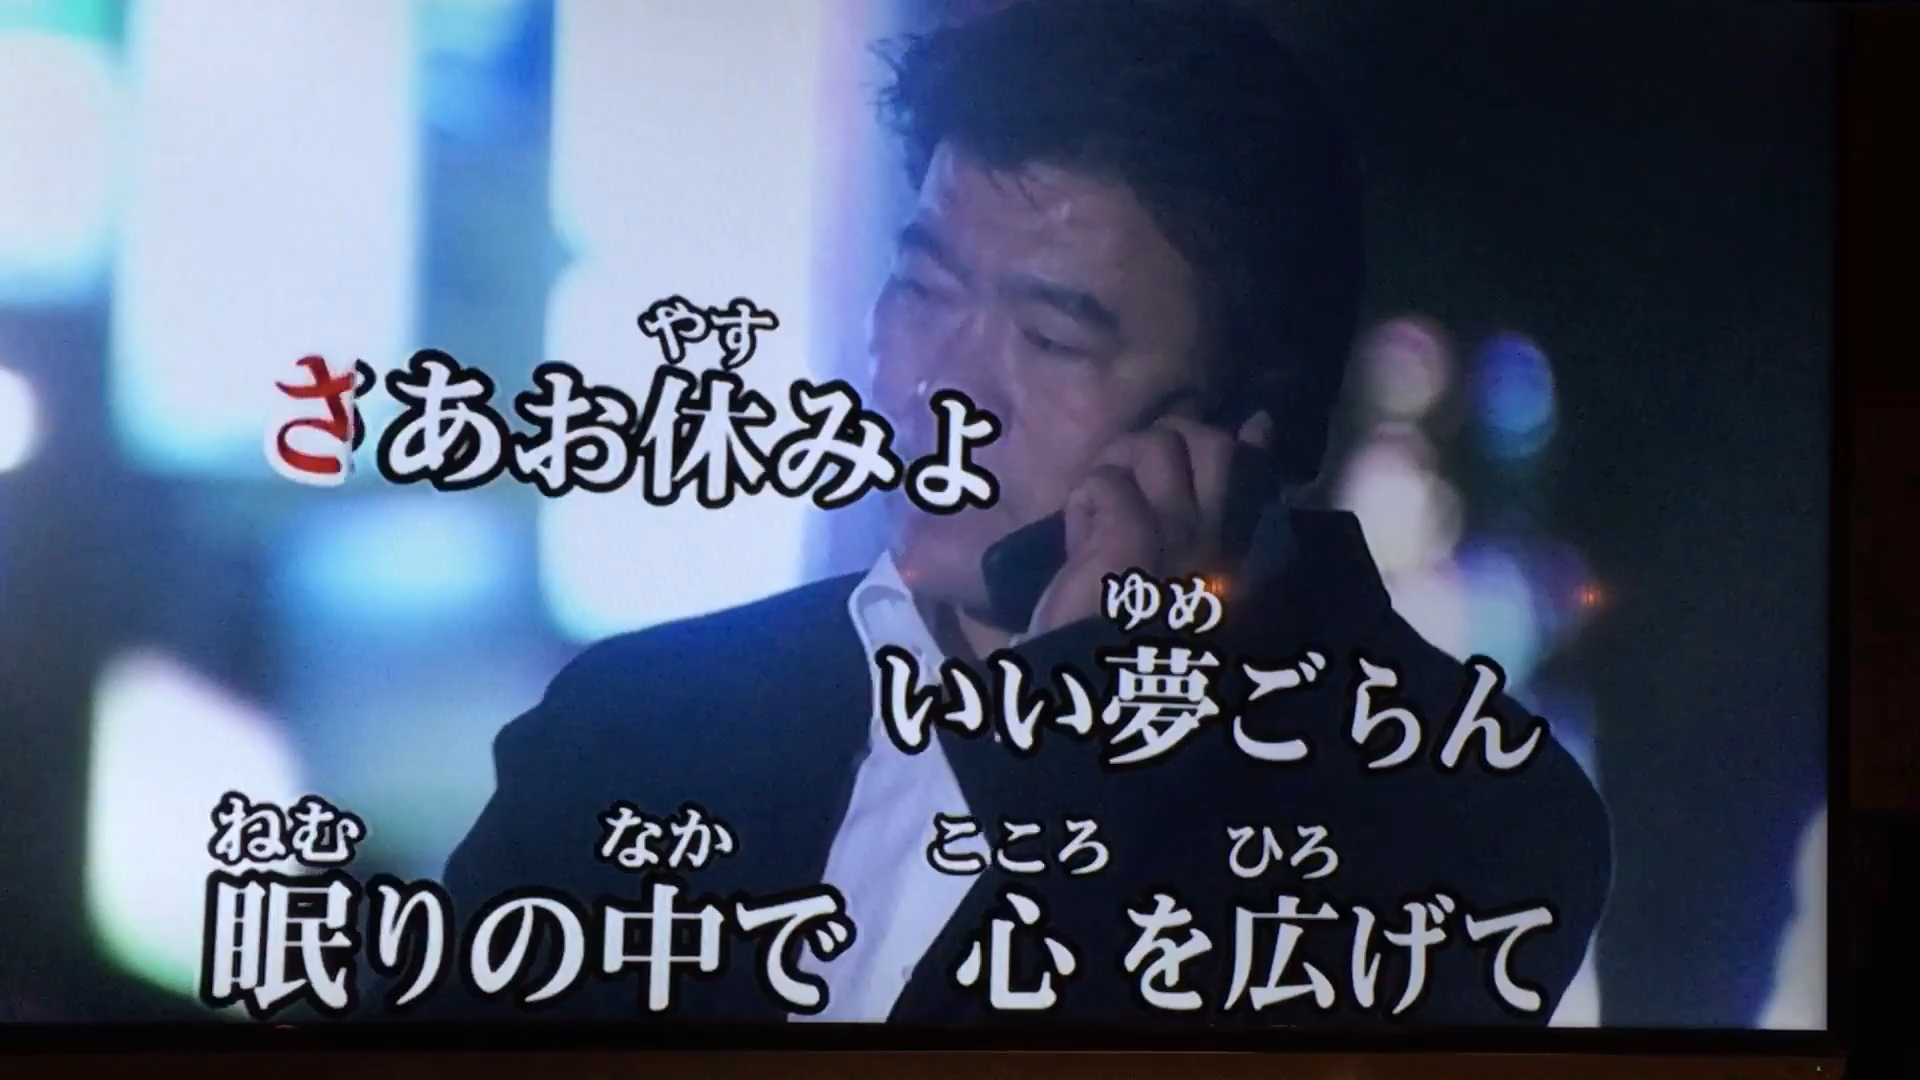 やす
さあお休みよ
ゆめ
いい夢ごらん
ねむ なか こころ ひろ
眠りの中で 心を広げて